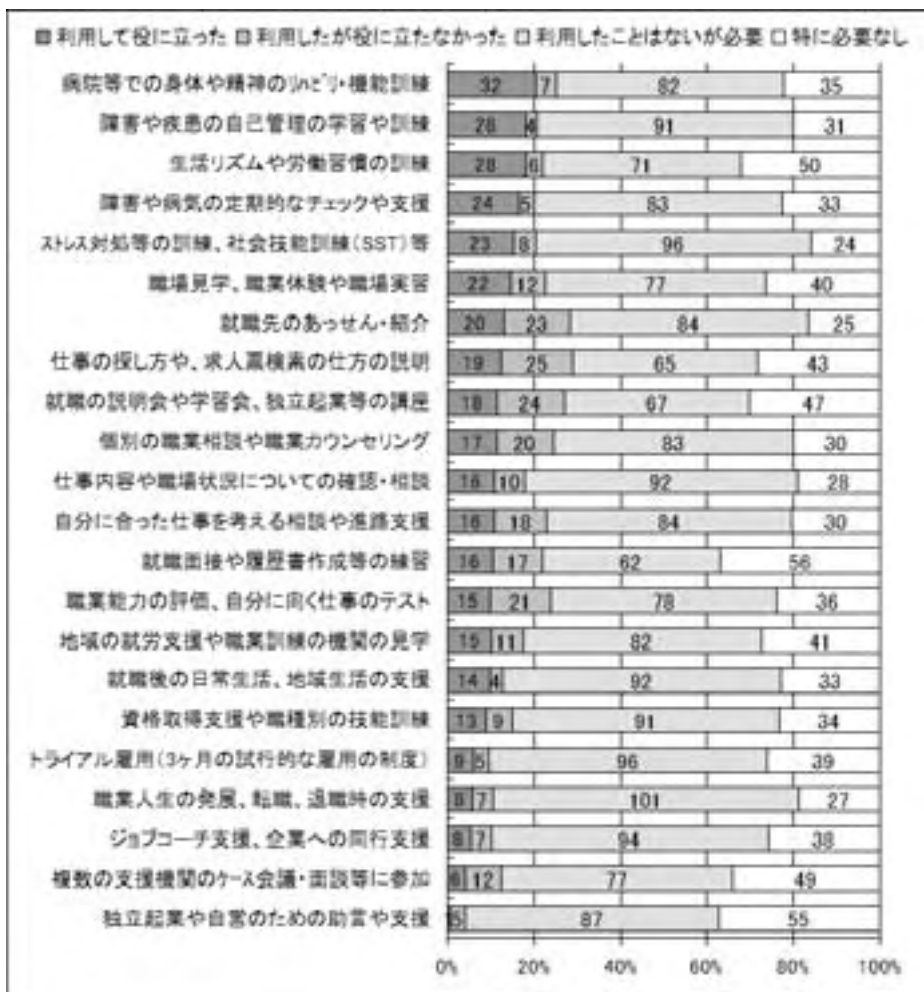 ■利用して役に立った □利用したが役に立たなかった □利用したことはないが必要 □特に必要なし
病院等での身体や精神のﾘﾊﾋﾞﾘ・機能訓練 32 7 82 35
障害や疾患の自己管理の学習や訓練 28 4 91 31
生活リズムや労働習慣の訓練 28 6 71 50
障害や病気の定期的なチェックや支援 24 5 83 33
ｽﾄﾚｽ対処等の訓練、社会技能訓練(SST)等 23 8 96 24
職場見学、職業体験や職場実習 22 12 77 40
就職先のあっせん・紹介 20 23 84 25
仕事の探し方や、求人票検索の仕方の説明 19 25 65 43
就職の説明会や学習会、独立起業等の講座 18 24 67 47
個別の職業相談や職業カウンセリング 17 20 83 30
仕事内容や職場状況についての確認・相談 16 10 92 28
自分に合った仕事を考える相談や進路支援 16 18 84 30
就職面接や履歴書作成等の練習 16 17 62 56
職業能力の評価、自分に向く仕事のテスト 15 21 78 36
地域の就労支援や職業訓練の機関の見学 15 11 82 41
就職後の日常生活、地域生活の支援 14 4 92 33
資格取得支援や職種別の技能訓練 13 9 91 34
トライアル雇用(3ヶ月の試行的な雇用の制度) 9 5 96 39
職業人生の発展、転職、退職時の支援 8 7 101 27
ジョブコーチ支援、企業への同行支援 8 7 94 38
複数の支援機関のｹｰｽ会議・面談等に参加 6 12 77 49
独立起業や自営のための助言や支援 5 87 55
0% 20% 40% 60% 80% 100%